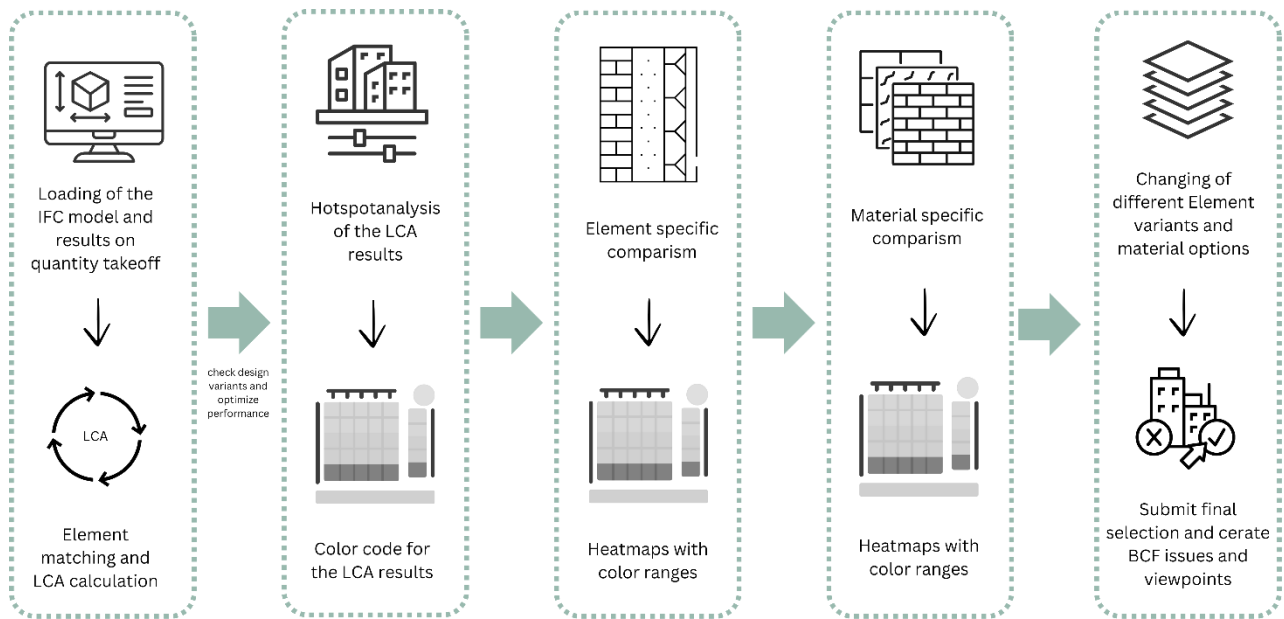 Loading of the
IFC model and
results on
quantity takeoff
LCA
Element
matching and
LCA calculation
check design
variants and
optimize
performance
Hotspotanalysis
of the LCA
results
Color code for
the LCA results
Element specific
comparism
Heatmaps with
color ranges
Material specific
comparism
Heatmaps with
color ranges
Changing of
different Element
variants and
material options
Submit final
selection and cerate
BCF issues and
viewpoints